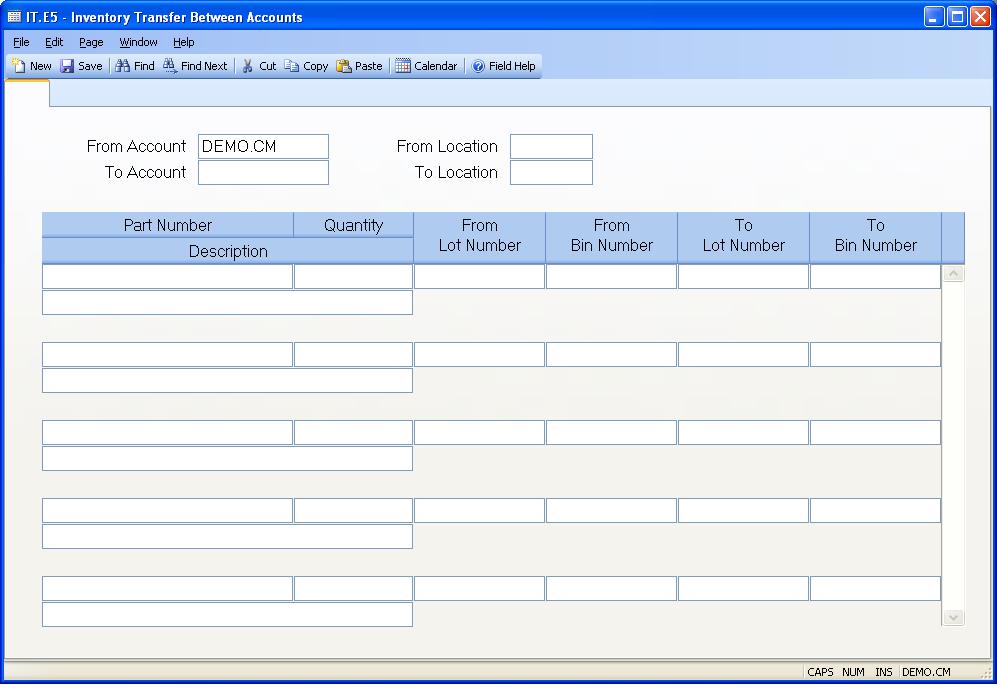 IT.E5 - Inventory Transfer Between Accounts
File Edit Page Window Help
New Save Find Find Next Cut Copy Paste Calendar Field Help
From Account DEMO.CM From Location
To Account To Location
Part Number Quantity From Lot Number From Bin Number To Lot Number To Bin Number
Description
CAPS NUM INS DEMO.CM